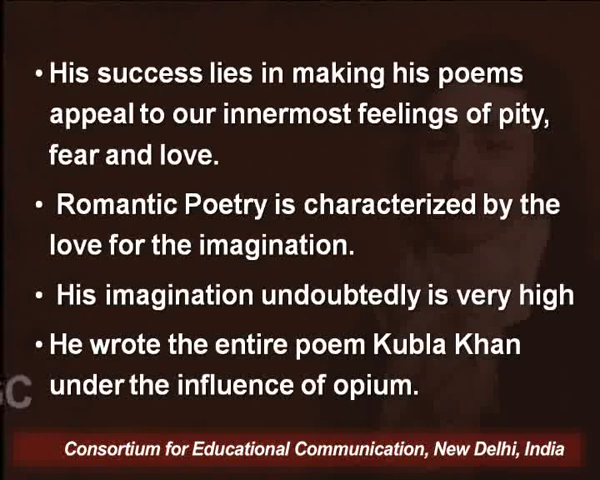 • His success lies in making his poems
appeal to our innermost feelings of pity,
fear and love.
• Romantic Poetry is characterized by the
love for the imagination.
• His imagination undoubtedly is very high
• He wrote the entire poem Kubla Khan
under the influence of opium.
Consortium for Educational Communication, New Delhi, India